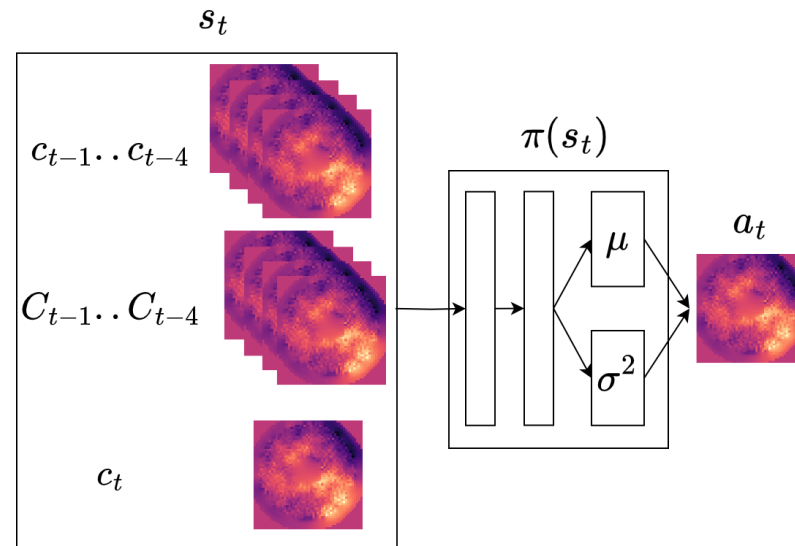 s_t
c_{t-1}..c_{t-4}
C_{t-1}..C_{t-4}
c_t
π(s_t)
μ
σ^2
a_t